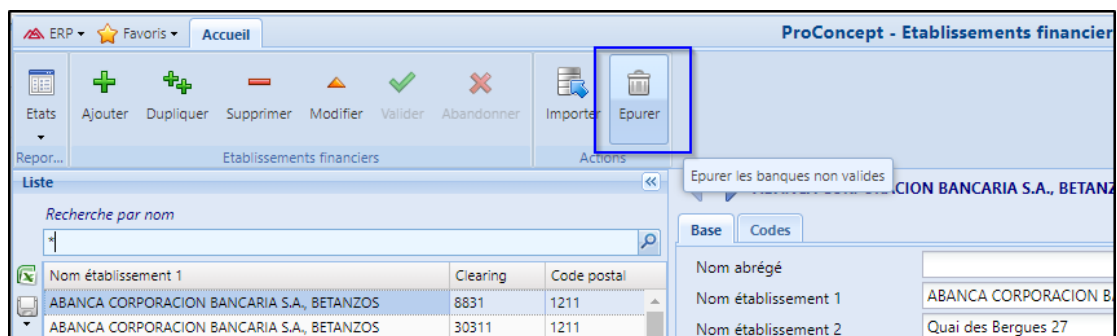 ERP Favoris Accueil ProConcept - Etablissements financier
Etats Ajouter Dupliquer Supprimer Modifier Valider Abandonner Importer Epurer
Repor... Etablissements financiers Actions
Liste
Epurer les banques non valides
CION BANCARIA S.A., BETANZ
Recherche par nom
*
Base Codes
Nom établissement 1 Clearing Code postal
Nom abrégé
ABANCA CORPORACION BANCARIA S.A., BETANZOS 8831 1211
Nom établissement 1 ABANCA CORPORACION B
ABANCA CORPORACION BANCARIA S.A., BETANZOS 30311 1211
Nom établissement 2 Quai des Bergues 27